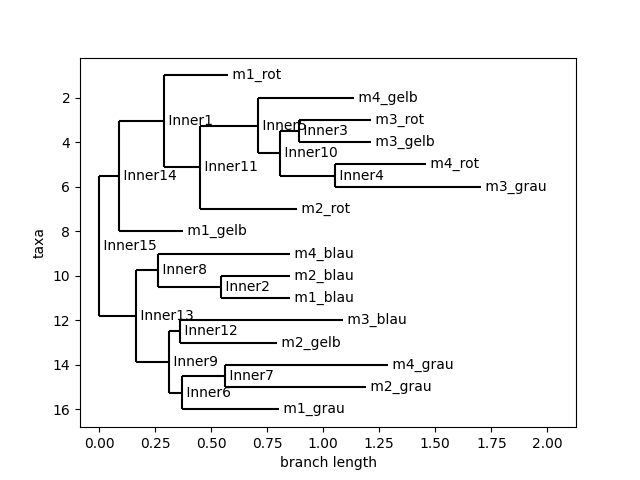 m1_rot
2
m4_gelb
Inner1
m3_rot
Inner5
Inner3
4
m3_gelb
Inner10
m4_rot
Inner11
Inner14
Inner4
6
m3_grau
m2_rot
8
m1_gelb
taxa
Inner15
m4_blau
Inner8
10
m2_blau
Inner2
m1_blau
Inner13
12
m3_blau
Inner12
m2_gelb
Inner9
14
m4_grau
Inner7
m2_grau
Inner6
16
m1_grau
0.00 0.25 0.50 0.75 1.00 1.25 1.50 1.75 2.00
branch length